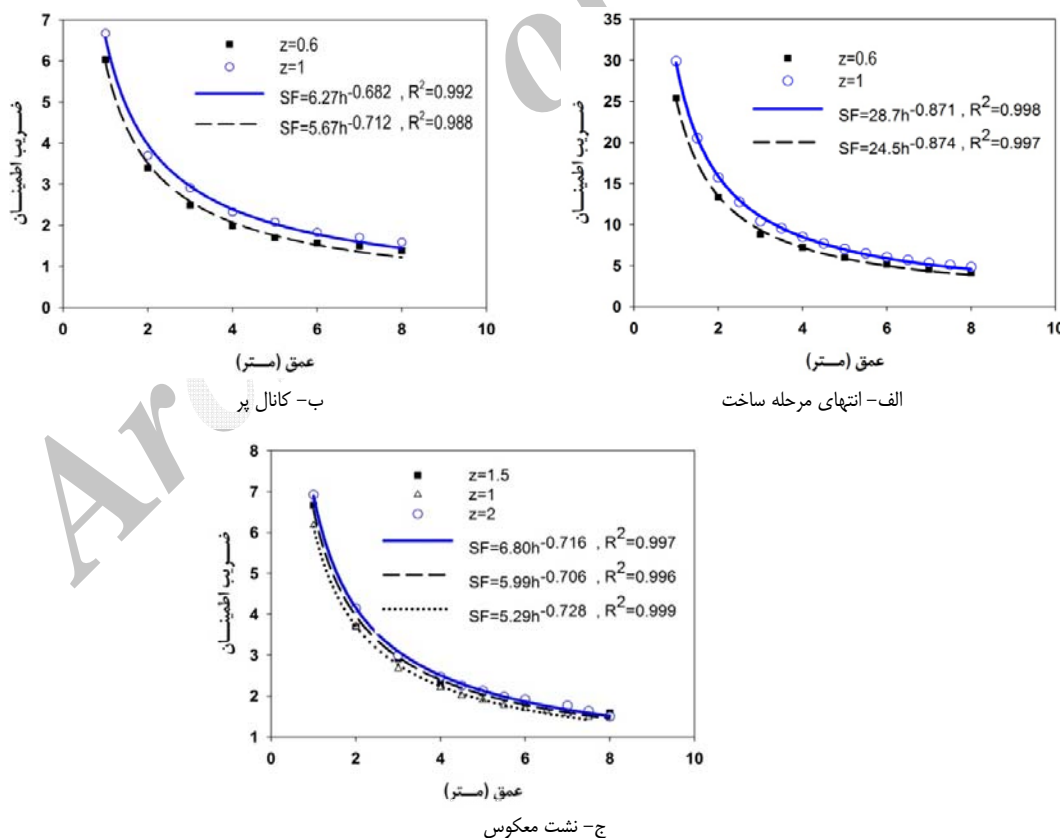 ضریب اطمینان
7
6
5
4
3
2
1
0
0 2 4 6 8 10
z=0.6
z=1
SF=6.27h-0.682 , R2=0.992
SF=5.67h-0.712 , R2=0.988
عمق (متر)
ب- کانال پر
ضریب اطمینان
35
30
25
20
15
10
5
0
0 2 4 6 8 10
z=0.6
z=1
SF=28.7h-0.871 , R2=0.998
SF=24.5h-0.874 , R2=0.997
عمق (متر)
الف- انتهای مرحله ساخت
ضریب اطمینان
8
7
6
5
4
3
2
1
0 2 4 6 8 10
z=1.5
z=1
z=2
SF=6.80h-0.716 , R2=0.997
SF=5.99h-0.706 , R2=0.996
SF=5.29h-0.728 , R2=0.999
عمق (متر)
ج- نشت معکوس